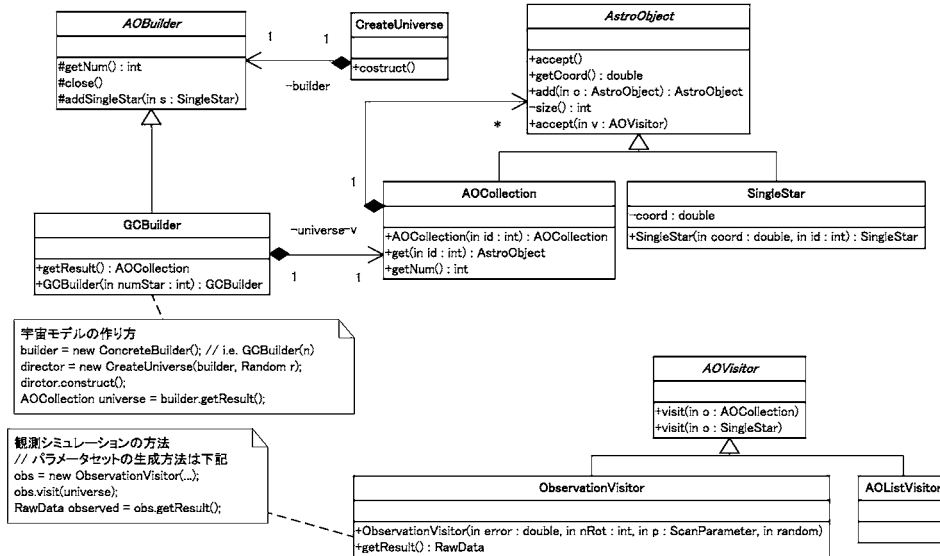 AOBuilder
#getNum() : int
#close()
#addSingleStar(in s : SingleStar)
1
1
-builder
CreateUniverse
+costruct()
AstroObject
+accept()
+getCoord() : double
+add(in o : AstroObject) : AstroObject
-size() : int
+accept(in v : AOVisitor)
*
1
GCBuilder
+getResult() : AOCollection
+GCBuilder(in numStar : int) : GCBuilder
-universe-v
1
1
AOCollection
+AOCollection(in id : int) : AOCollection
+get(in id : int) : AstroObject
+getNum() : int
SingleStar
-coord : double
+SingleStar(in coord : double, in id : int) : SingleStar
宇宙モデルの作り方
builder = new ConcreteBuilder(); // i.e. GCBuilder(n)
director = new CreateUniverse(builder, Random r);
dirctor.construct();
AOCollection universe = builder.getResult();
観測シミュレーションの方法
// パラメータセットの生成方法は下記
obs = new ObservationVisitor(...);
obs.visit(universe);
RawData observed = obs.getResult();
AOVisitor
+visit(in o : AOCollection)
+visit(in o : SingleStar)
ObservationVisitor
+ObservationVisitor(in error : double, in nRot : int, in p : ScanParameter, in random)
+getResult() : RawData
AOListVisitor